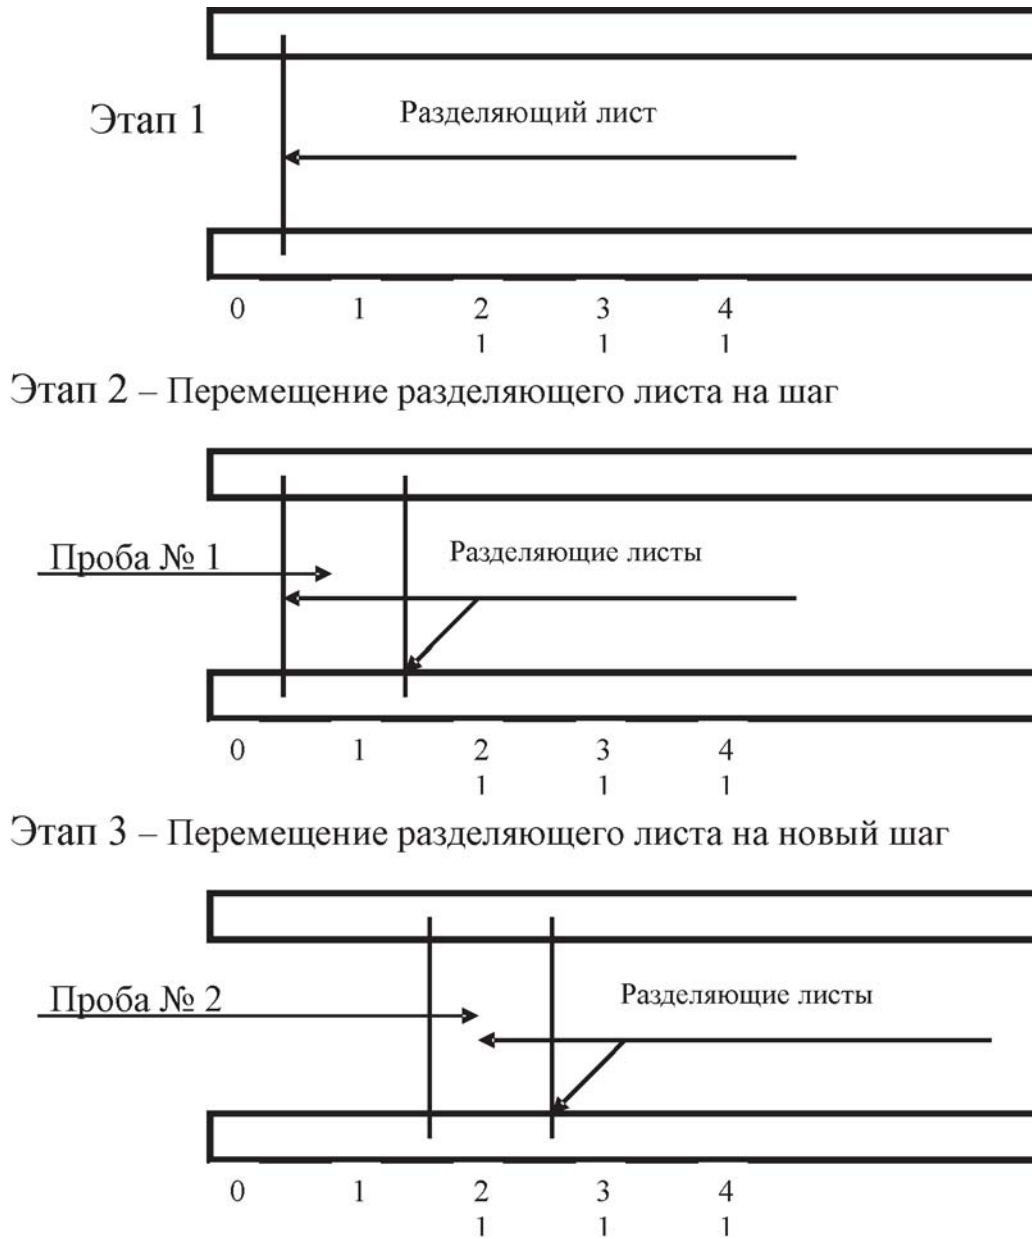 Этап 1
Разделяющий лист
0 1 2 3 4
1 1 1
Этап 2 – Перемещение разделяющего листа на шаг
Проба № 1
Разделяющие листы
0 1 2 3 4
1 1 1
Этап 3 – Перемещение разделяющего листа на новый шаг
Проба № 2
Разделяющие листы
0 1 2 3 4
1 1 1